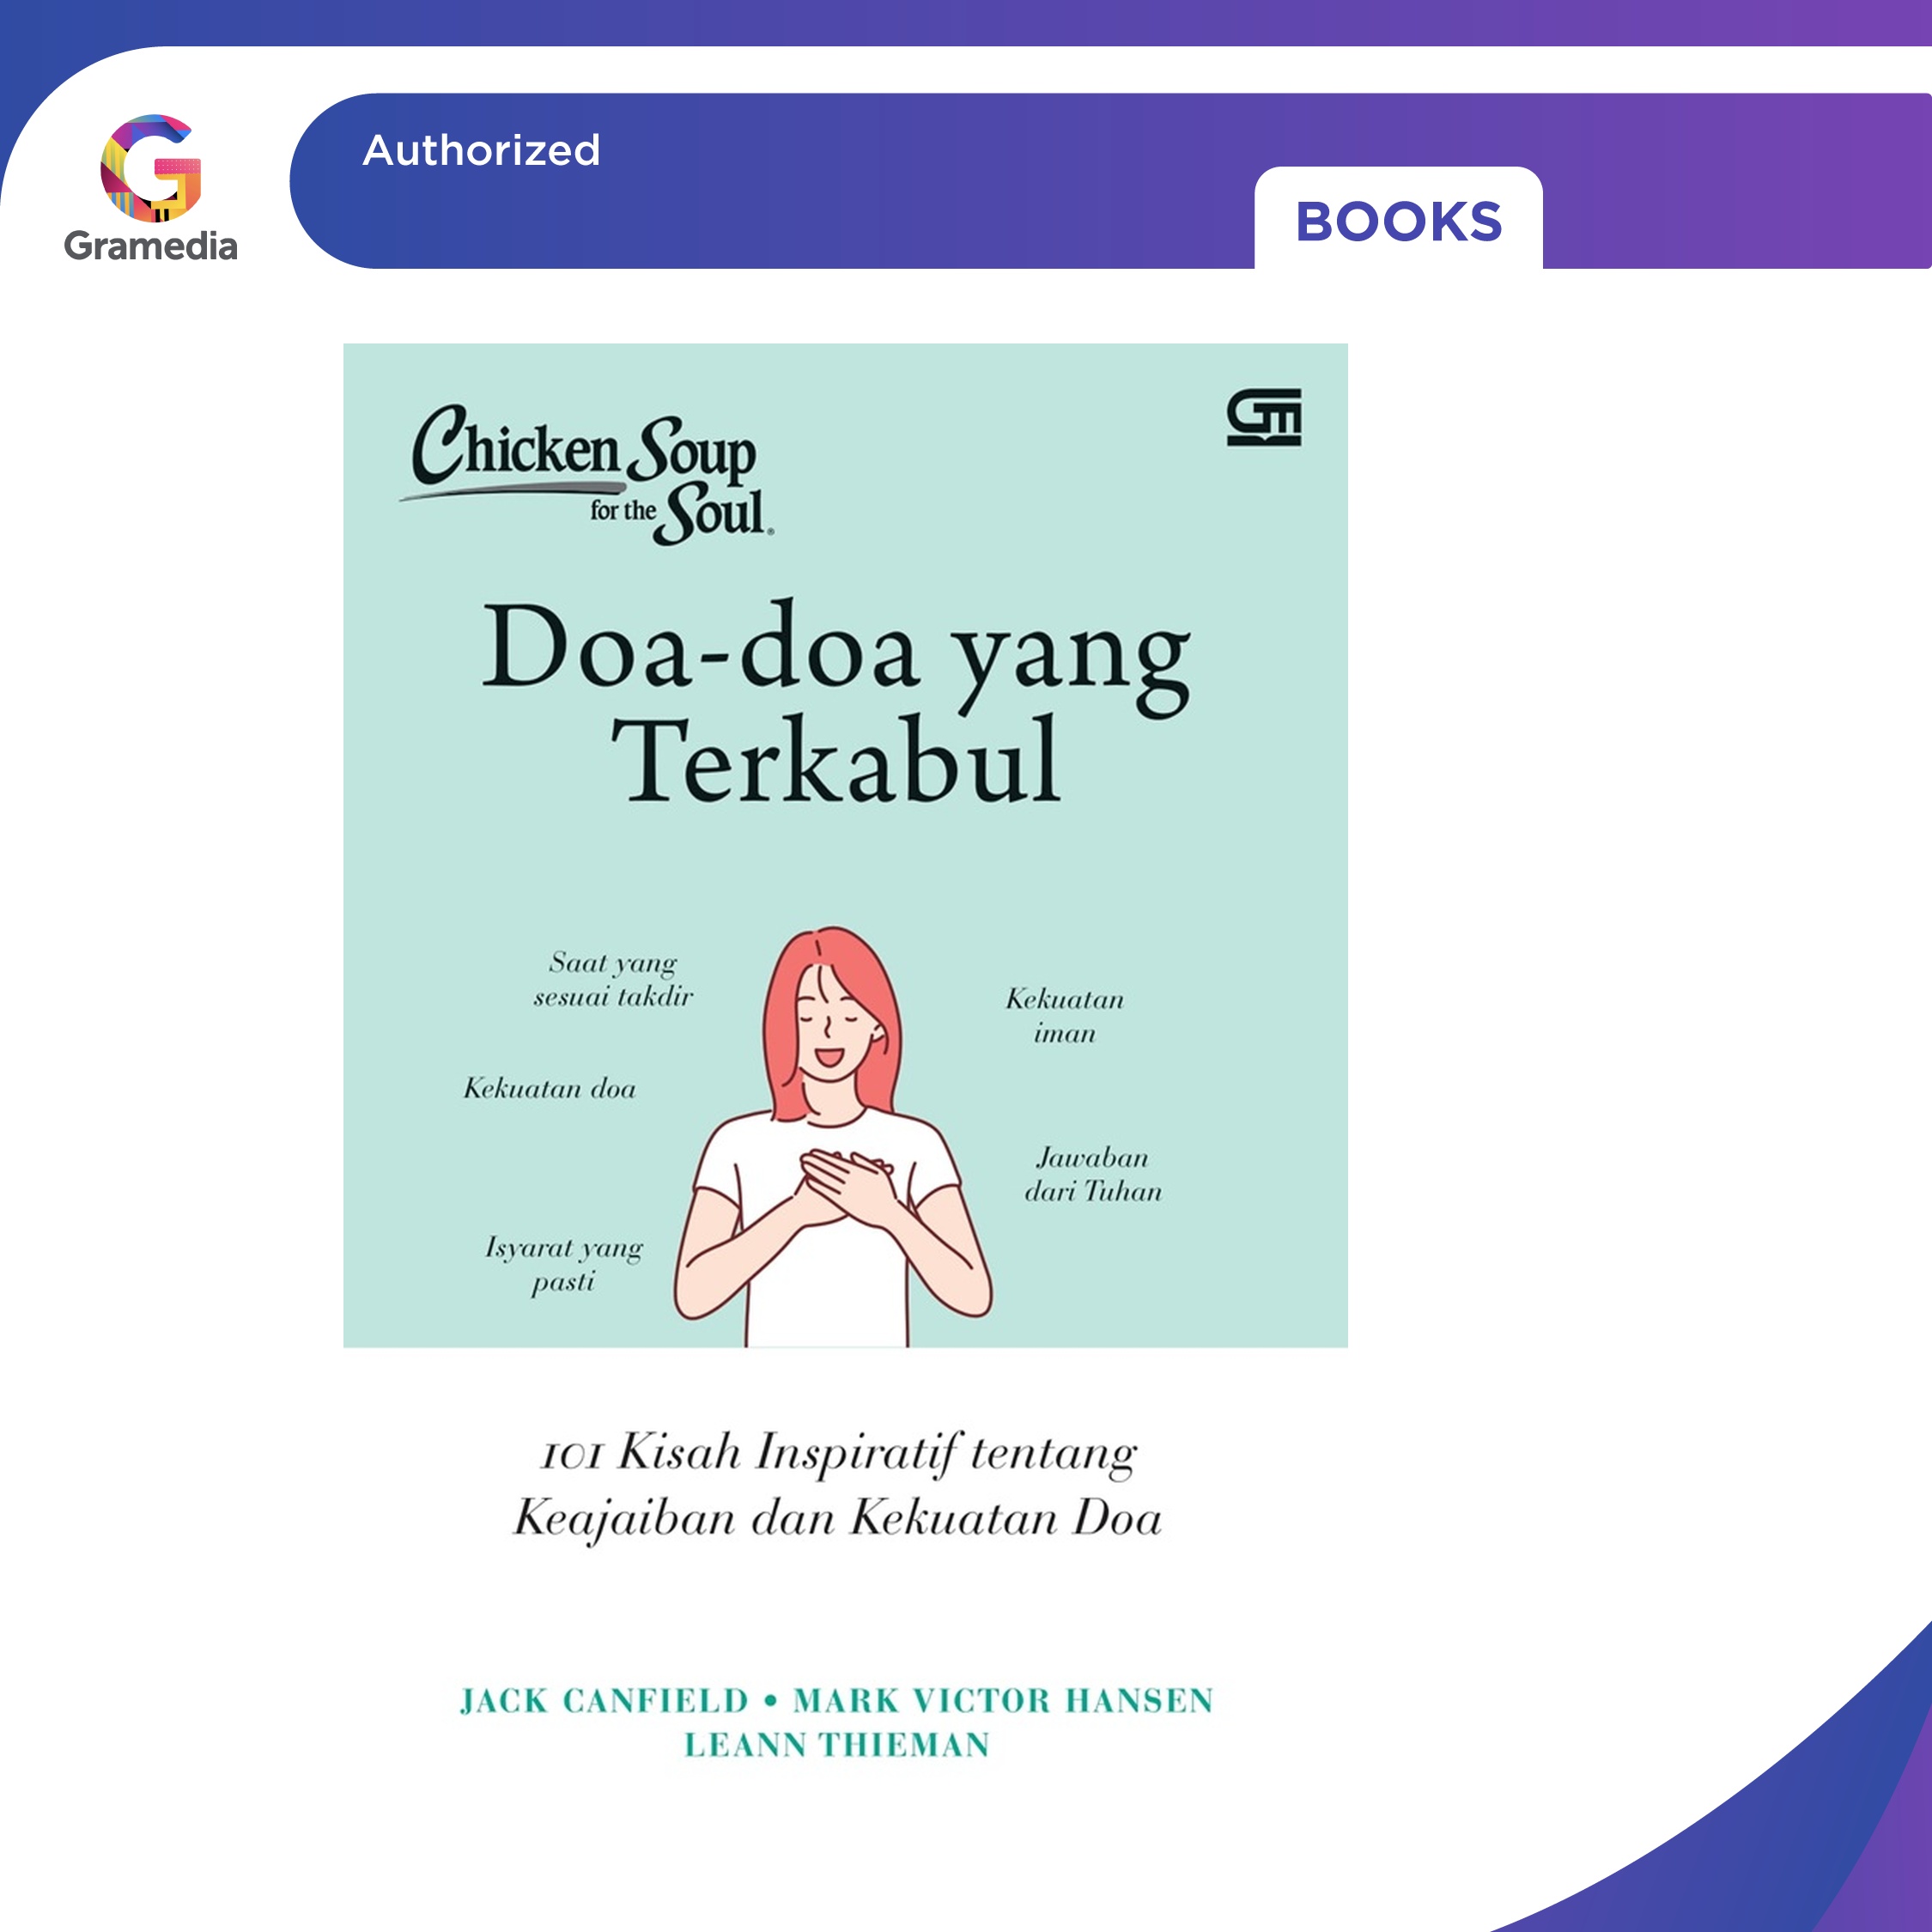 Gramedia
Authorized
BOOKS
Chicken Soup
for the Soul®
Doa-doa yang
Terkabul
Saat yang
sesuai takdir
Kekuatan
iman
Kekuatan doa
Jawaban
dari Tuhan
Isyarat yang
pasti
101 Kisah Inspiratif tentang
Keajaiban dan Kekuatan Doa
JACK CANFIELD • MARK VICTOR HANSEN
LEANN THIEMAN